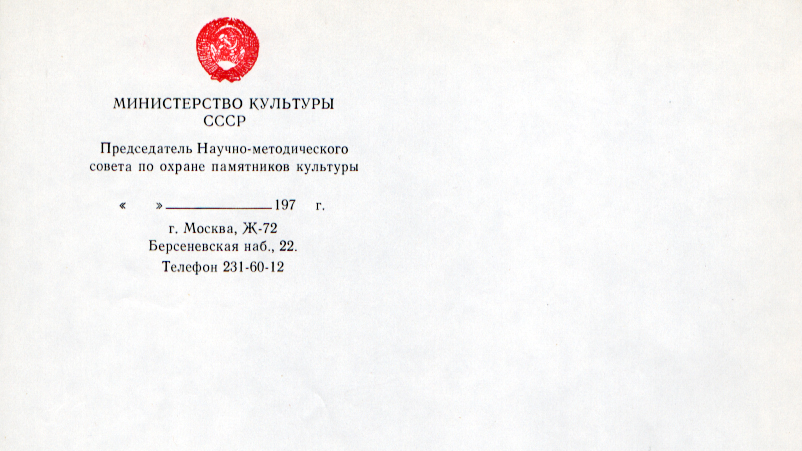 МИНИСТЕРСТВО КУЛЬТУРЫ
СССР
Председатель Научно-методического
совета по охране памятников культуры
« » 197 г.
г. Москва, Ж-72
Берсеневская наб., 22.
Телефон 231-60-12